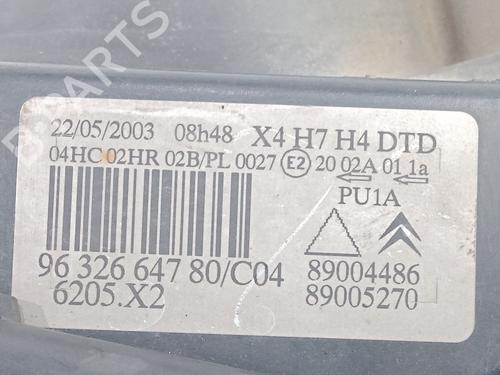 B PARTS
22/05/2003 08h48 X4 H7 H4 DTD
04HC 02HR 02B/PL 0027 E2 20 02A 01 1a
PU1A
96 326 647 80/C04 89004486
6205.X2 89005270